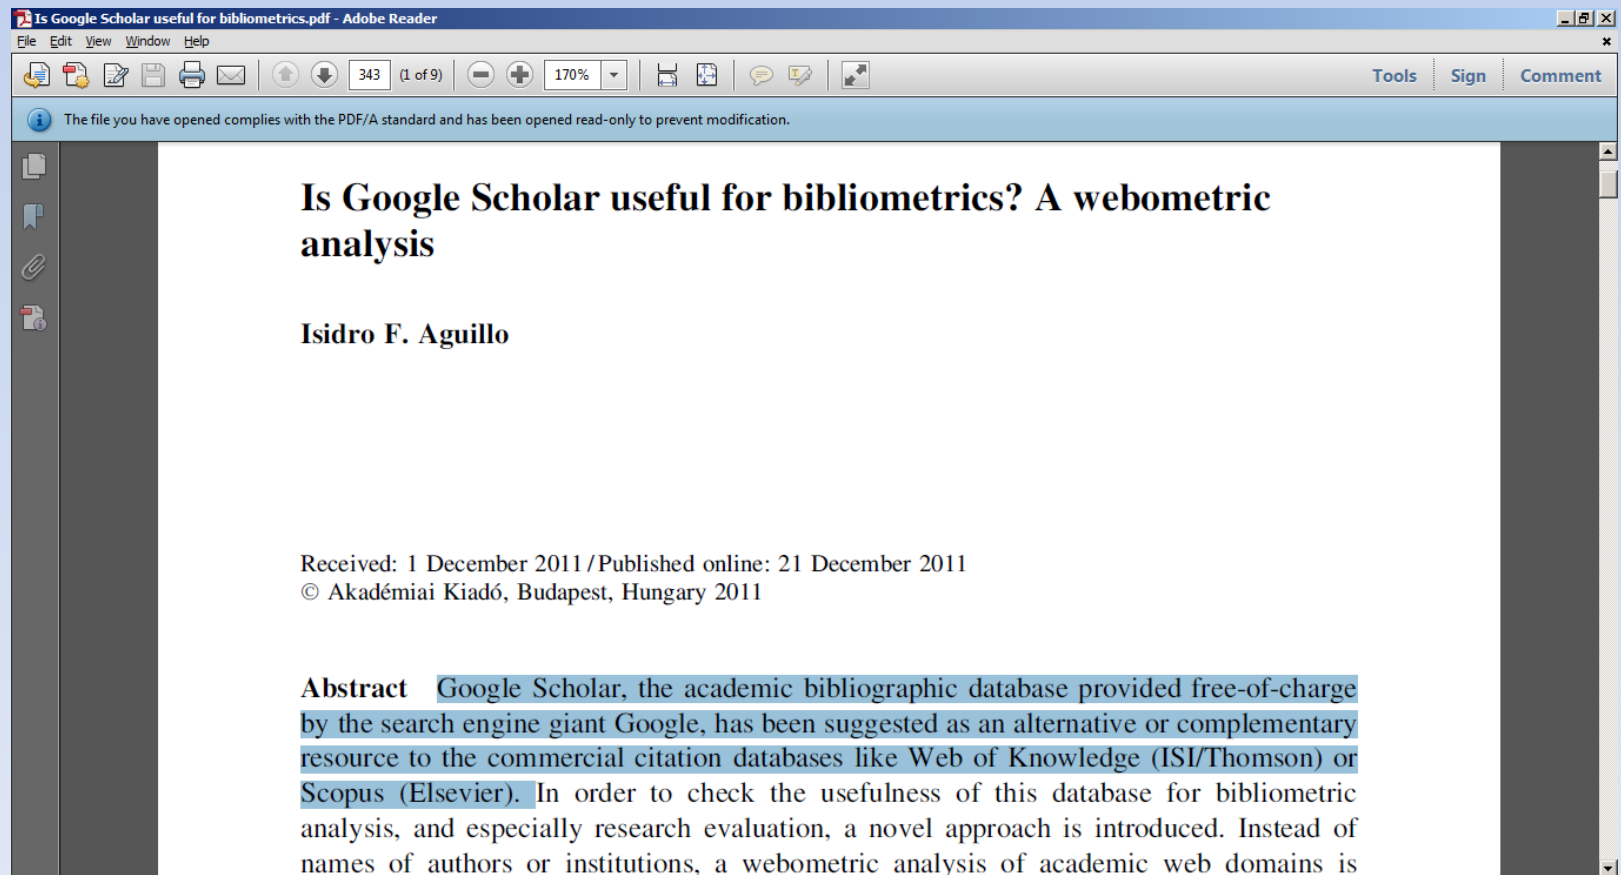 Is Google Scholar useful for bibliometrics.pdf - Adobe Reader
File Edit View Window Help
343 (1 of 9) 170% Tools Sign Comment
The file you have opened complies with the PDF/A standard and has been opened read-only to prevent modification.
Is Google Scholar useful for bibliometrics? A webometric
analysis
Isidro F. Aguillo
Received: 1 December 2011 / Published online: 21 December 2011
© Akadémiai Kiadó, Budapest, Hungary 2011
Abstract Google Scholar, the academic bibliographic database provided free-of-charge
by the search engine giant Google, has been suggested as an alternative or complementary
resource to the commercial citation databases like Web of Knowledge (ISI/Thomson) or
Scopus (Elsevier). In order to check the usefulness of this database for bibliometric
analysis, and especially research evaluation, a novel approach is introduced. Instead of
names of authors or institutions, a webometric analysis of academic web domains is